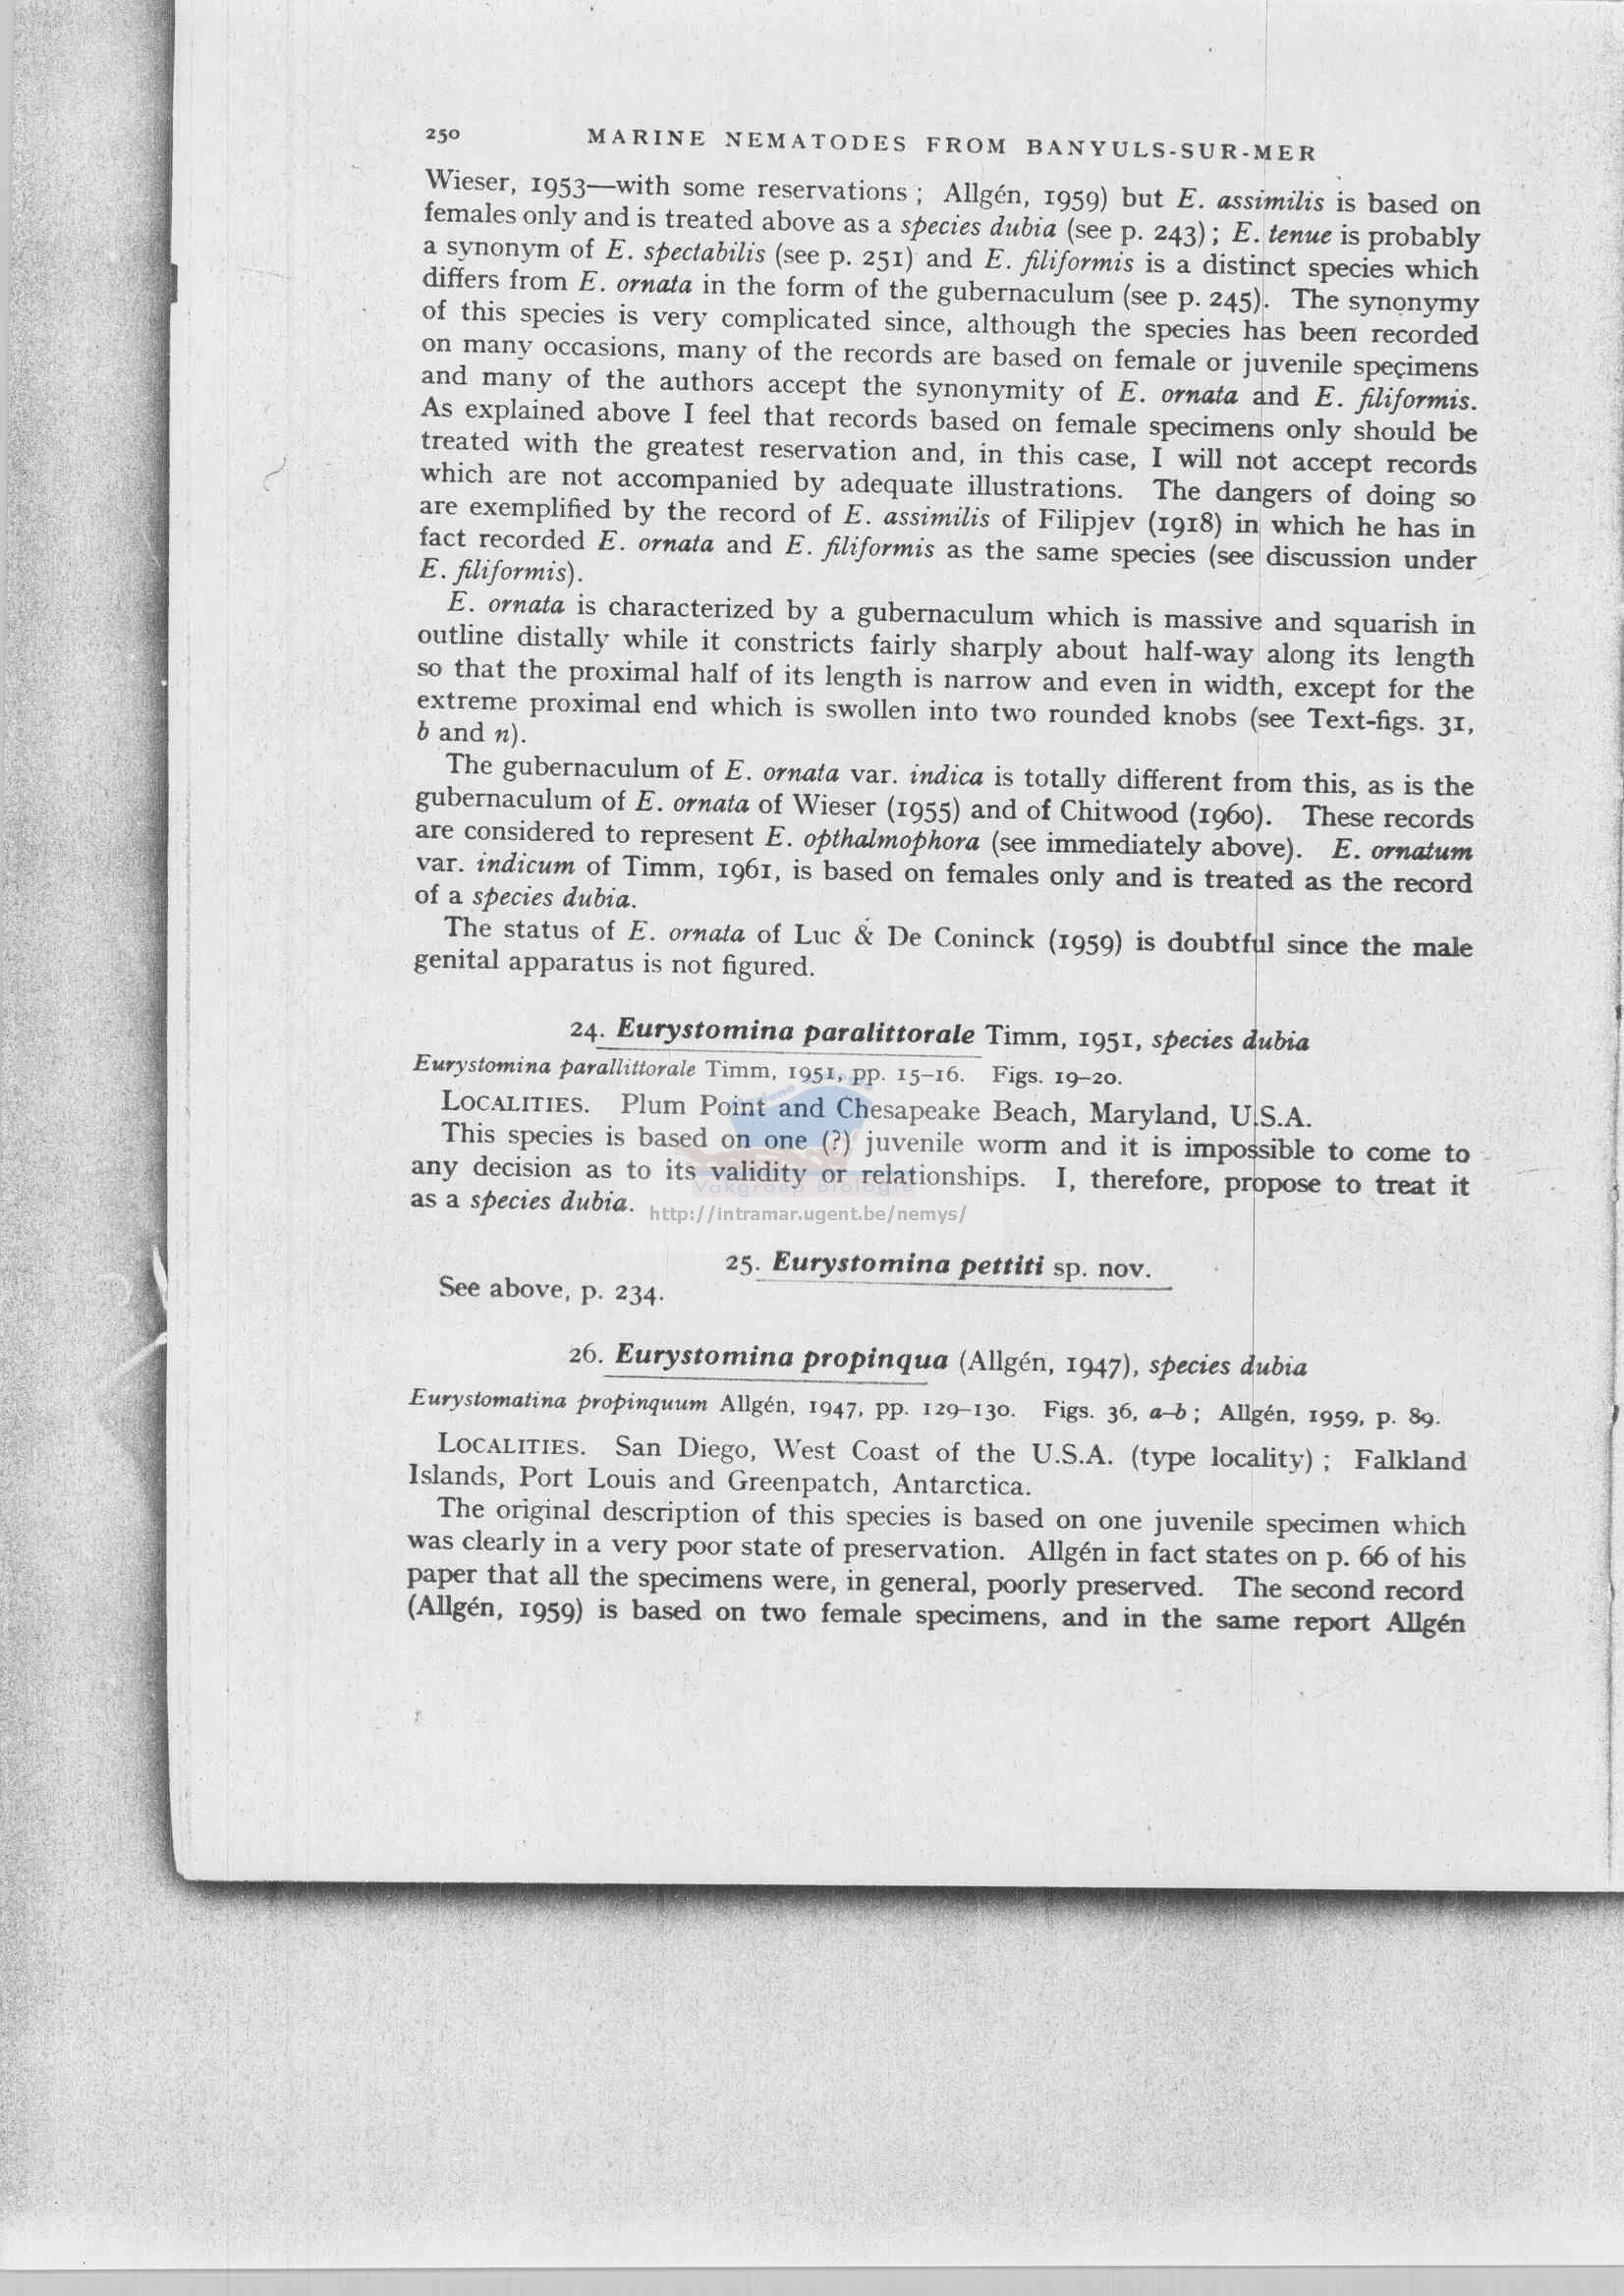 250 MARINE NEMATODES FROM BANYULS-SUR-MER
Wieser, 1953—with some reservations ; Allgén, 1959) but E. assimilis is based on
females only and is treated above as a species dubia (see p. 243) ; E. tenue is probably
a synonym of E. spectabilis (see p. 251) and E. filiformis is a distinct species which
differs from E. ornata in the form of the gubernaculum (see p. 245). The synonymy
of this species is very complicated since, although the species has been recorded
on many occasions, many of the records are based on female or juvenile specimens
and many of the authors accept the synonymity of E. ornata and E. filiformis.
As explained above I feel that records based on female specimens only should be
treated with the greatest reservation and, in this case, I will not accept records
which are not accompanied by adequate illustrations. The dangers of doing so
are exemplified by the record of E. assimilis of Filipjev (1918) in which he has in
fact recorded E. ornata and E. filiformis as the same species (see discussion under
E. filiformis).
E. ornata is characterized by a gubernaculum which is massive and squarish in
outline distally while it constricts fairly sharply about half-way along its length
so that the proximal half of its length is narrow and even in width, except for the
extreme proximal end which is swollen into two rounded knobs (see Text-figs. 31,
b and n).
The gubernaculum of E. ornata var. indica is totally different from this, as is the
gubernaculum of E. ornata of Wieser (1955) and of Chitwood (1960). These records
are considered to represent E. opthalmophora (see immediately above). E. ornatum
var. indicum of Timm, 1961, is based on females only and is treated as the record
of a species dubia.
The status of E. ornata of Luc & De Coninck (1959) is doubtful since the male
genital apparatus is not figured.
24. Eurystomina paralittorale Timm, 1951, species dubia
Eurystomina parallittorale Timm, 1951, pp. 15–16. Figs. 19–20.
LOCALITIES. Plum Point and Chesapeake Beach, Maryland, U.S.A.
This species is based on one (?) juvenile worm and it is impossible to come to
any decision as to its validity or relationships. I, therefore, propose to treat it
as a species dubia.
Vakgroep Biologie
http://intramar.ugent.be/nemys/
25. Eurystomina pettiti sp. nov.
See above, p. 234.
26. Eurystomina propinqua (Allgén, 1947), species dubia
Eurystomatina propinquum Allgén, 1947, pp. 129–130. Figs. 36, a–b ; Allgén, 1959, p. 89.
LOCALITIES. San Diego, West Coast of the U.S.A. (type locality) ; Falkland
Islands, Port Louis and Greenpatch, Antarctica.
The original description of this species is based on one juvenile specimen which
was clearly in a very poor state of preservation. Allgén in fact states on p. 66 of his
paper that all the specimens were, in general, poorly preserved. The second record
(Allgén, 1959) is based on two female specimens, and in the same report Allgén